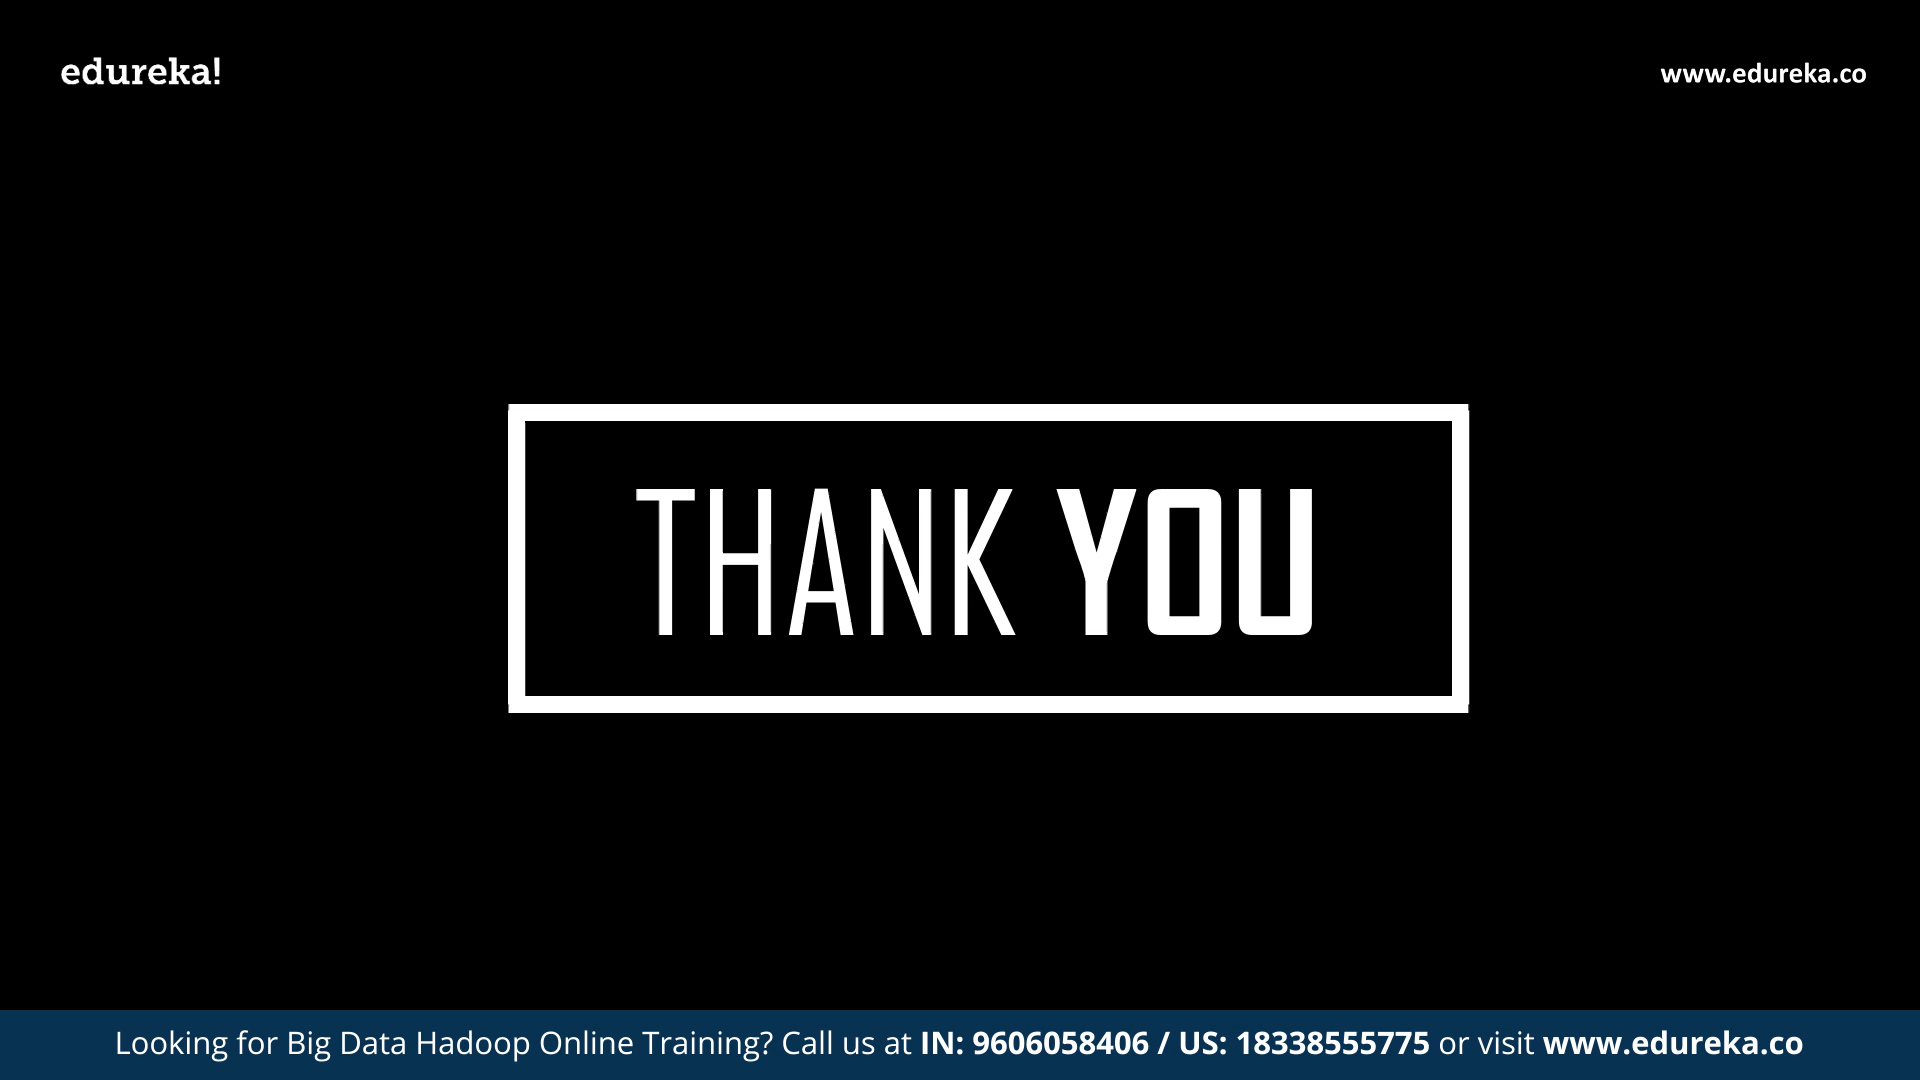 edureka!
www.edureka.co
THANK YOU
Looking for Big Data Hadoop Online Training? Call us at IN: 9606058406 / US: 18338555775 or visit www.edureka.co